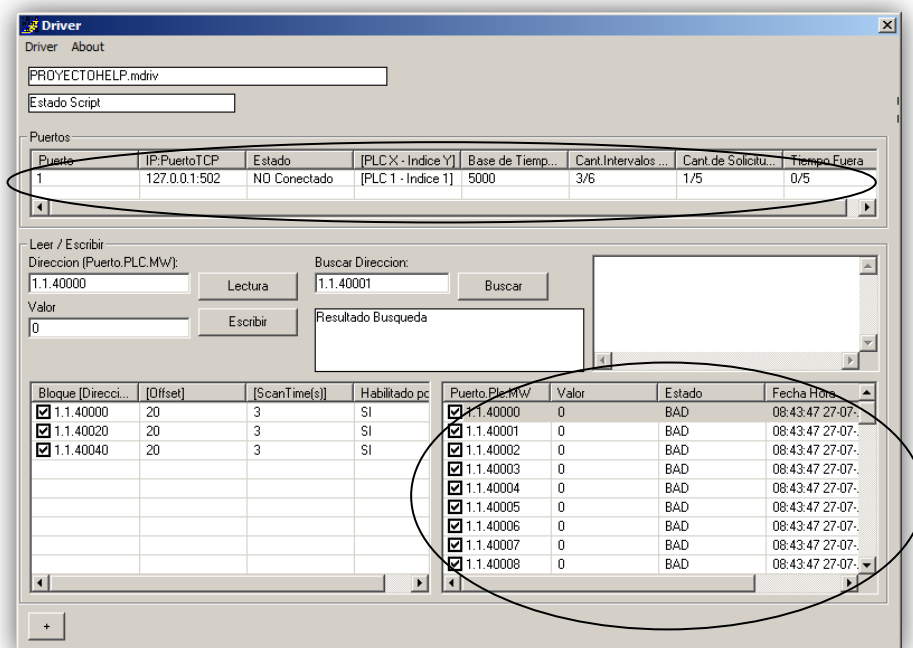 Driver
Driver About
PROYECTOHELP.mdriv
Estado Script
Puertos
Puerto IP:PuertoTCP Estado [PLC X - Indice Y] Base de Tiemp... Cant.Intervalos ... Cant.de Solicitu... Tiempo Fuera
1 127.0.0.1:502 NO Conectado [PLC 1 - Indice 1] 5000 3/6 1/5 0/5
Leer / Escribir
Direccion (Puerto.PLC.MW): Buscar Direccion:
1.1.40000 Lectura 1.1.40001 Buscar
Valor
0 Escribir Resultado Busqueda
Bloque [Direcci... [Offset] [ScanTime(s)] Habilitado po Puerto.Plc.MW Valor Estado Fecha Hora
1.1.40000 20 3 SI 1.1.40000 0 BAD 08:43:47 27-07-.
1.1.40020 20 3 SI 1.1.40001 0 BAD 08:43:47 27-07-.
1.1.40040 20 3 SI 1.1.40002 0 BAD 08:43:47 27-07-.
1.1.40003 0 BAD 08:43:47 27-07-.
1.1.40004 0 BAD 08:43:47 27-07-.
1.1.40005 0 BAD 08:43:47 27-07-.
1.1.40006 0 BAD 08:43:47 27-07-.
1.1.40007 0 BAD 08:43:47 27-07-.
1.1.40008 0 BAD 08:43:47 27-07-.
+